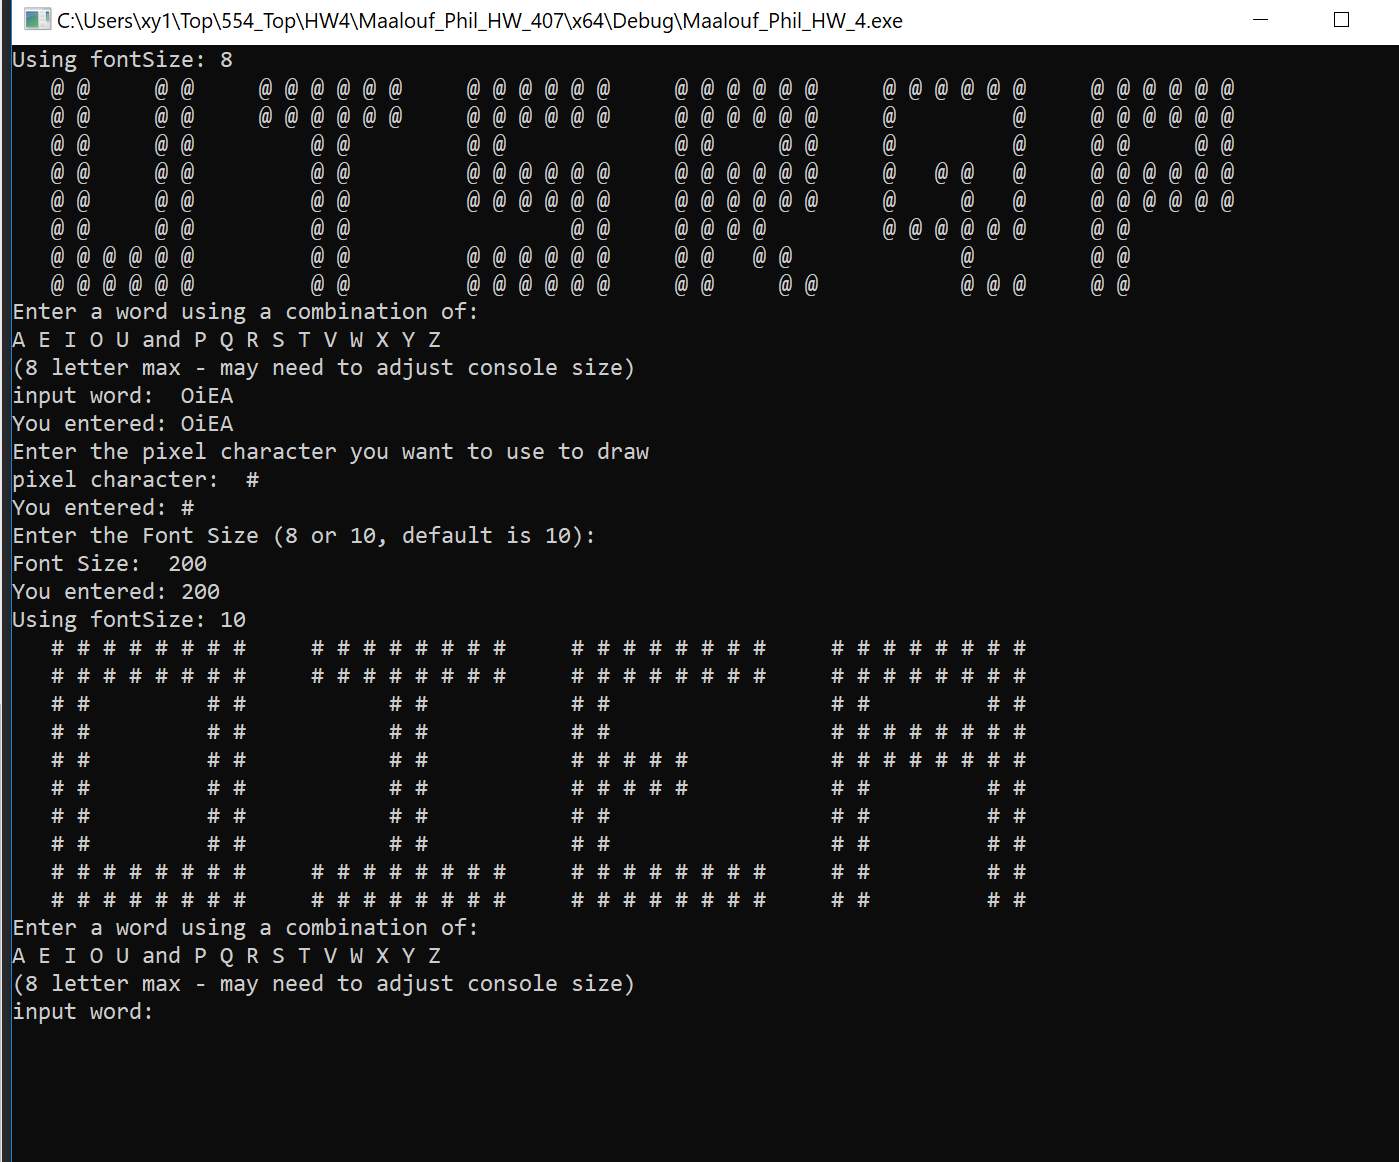 C:\Users\xy1\Top\554_Top\HW4\Maalouf_Phil_HW_407\x64\Debug\Maalouf_Phil_HW_4.exe
Using fontSize: 8
   @ @     @ @     @ @ @ @ @ @     @ @ @ @ @ @     @ @ @ @ @ @     @ @ @ @ @ @     @ @ @ @ @ @
   @ @     @ @     @ @ @ @ @ @     @ @ @ @ @ @     @ @ @ @ @ @     @         @     @ @ @ @ @ @
   @ @     @ @         @ @         @ @             @ @     @ @     @         @     @ @     @ @
   @ @     @ @         @ @         @ @ @ @ @ @     @ @ @ @ @ @     @   @ @   @     @ @ @ @ @ @
   @ @     @ @         @ @         @ @ @ @ @ @     @ @ @ @ @ @     @     @   @     @ @ @ @ @ @
   @ @     @ @         @ @                 @ @     @ @ @ @         @ @ @ @ @ @     @ @
   @ @ @ @ @ @         @ @         @ @ @ @ @ @     @ @   @ @             @         @ @
   @ @ @ @ @ @         @ @         @ @ @ @ @ @     @ @     @ @           @ @ @     @ @
Enter a word using a combination of:
A E I O U and P Q R S T V W X Y Z
(8 letter max - may need to adjust console size)
input word:  OiEA
You entered: OiEA
Enter the pixel character you want to use to draw
pixel character:  #
You entered: #
Enter the Font Size (8 or 10, default is 10):
Font Size:  200
You entered: 200
Using fontSize: 10
   # # # # # # # #     # # # # # # # #     # # # # # # # #     # # # # # # # #
   # # # # # # # #     # # # # # # # #     # # # # # # # #     # # # # # # # #
   # #         # #           # #           # #                 # #         # #
   # #         # #           # #           # #                 # # # # # # # #
   # #         # #           # #           # # # # #           # # # # # # # #
   # #         # #           # #           # # # # #           # #         # #
   # #         # #           # #           # #                 # #         # #
   # #         # #           # #           # #                 # #         # #
   # # # # # # # #     # # # # # # # #     # # # # # # # #     # #         # #
   # # # # # # # #     # # # # # # # #     # # # # # # # #     # #         # #
Enter a word using a combination of:
A E I O U and P Q R S T V W X Y Z
(8 letter max - may need to adjust console size)
input word: